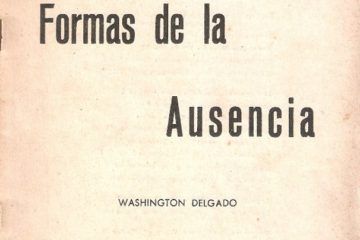 Formas de la
Ausencia
WASHINGTON DELGADO